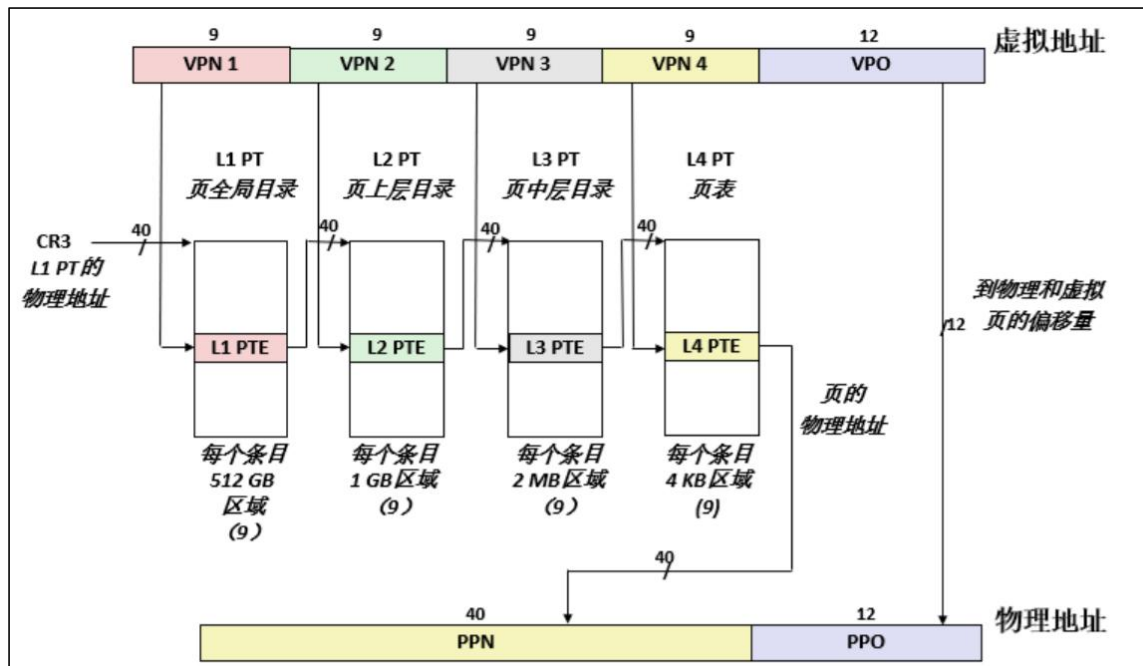 9 9 9 9 12
虚拟地址
VPN 1 VPN 2 VPN 3 VPN 4 VPO
L1 PT L2 PT L3 PT L4 PT
页全局目录 页上层目录 页中层目录 页表
40 40 40 40
CR3
L1 PT的
物理地址
到物理和虚拟
页的偏移量
12
L1 PTE L2 PTE L3 PTE L4 PTE
页的
物理地址
每个条目
512 GB
区域
（9）
每个条目
1 GB区域
（9）
每个条目
2 MB区域
（9）
每个条目
4 KB区域
(9)
40
40 12
物理地址
PPN PPO